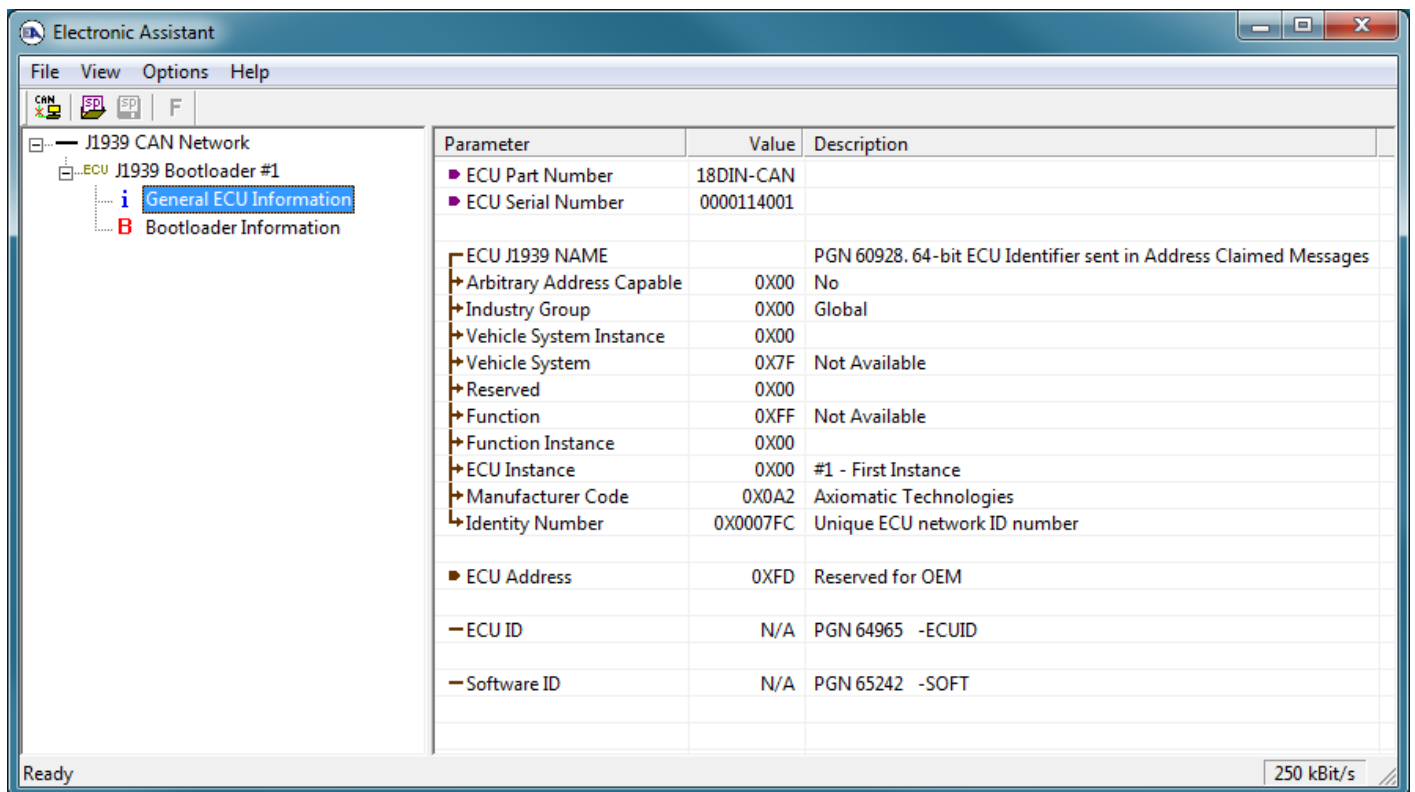 Electronic Assistant
File View Options Help
CAN SP SP F
J1939 CAN Network
ECU J1939 Bootloader #1
i General ECU Information
B Bootloader Information
Parameter Value Description
ECU Part Number 18DIN-CAN
ECU Serial Number 0000114001
ECU J1939 NAME PGN 60928. 64-bit ECU Identifier sent in Address Claimed Messages
Arbitrary Address Capable 0X00 No
Industry Group 0X00 Global
Vehicle System Instance 0X00
Vehicle System 0X7F Not Available
Reserved 0X00
Function 0XFF Not Available
Function Instance 0X00
ECU Instance 0X00 #1 - First Instance
Manufacturer Code 0X0A2 Axiomatic Technologies
Identity Number 0X0007FC Unique ECU network ID number
ECU Address 0XFD Reserved for OEM
ECU ID N/A PGN 64965 -ECUID
Software ID N/A PGN 65242 -SOFT
Ready 250 kBit/s